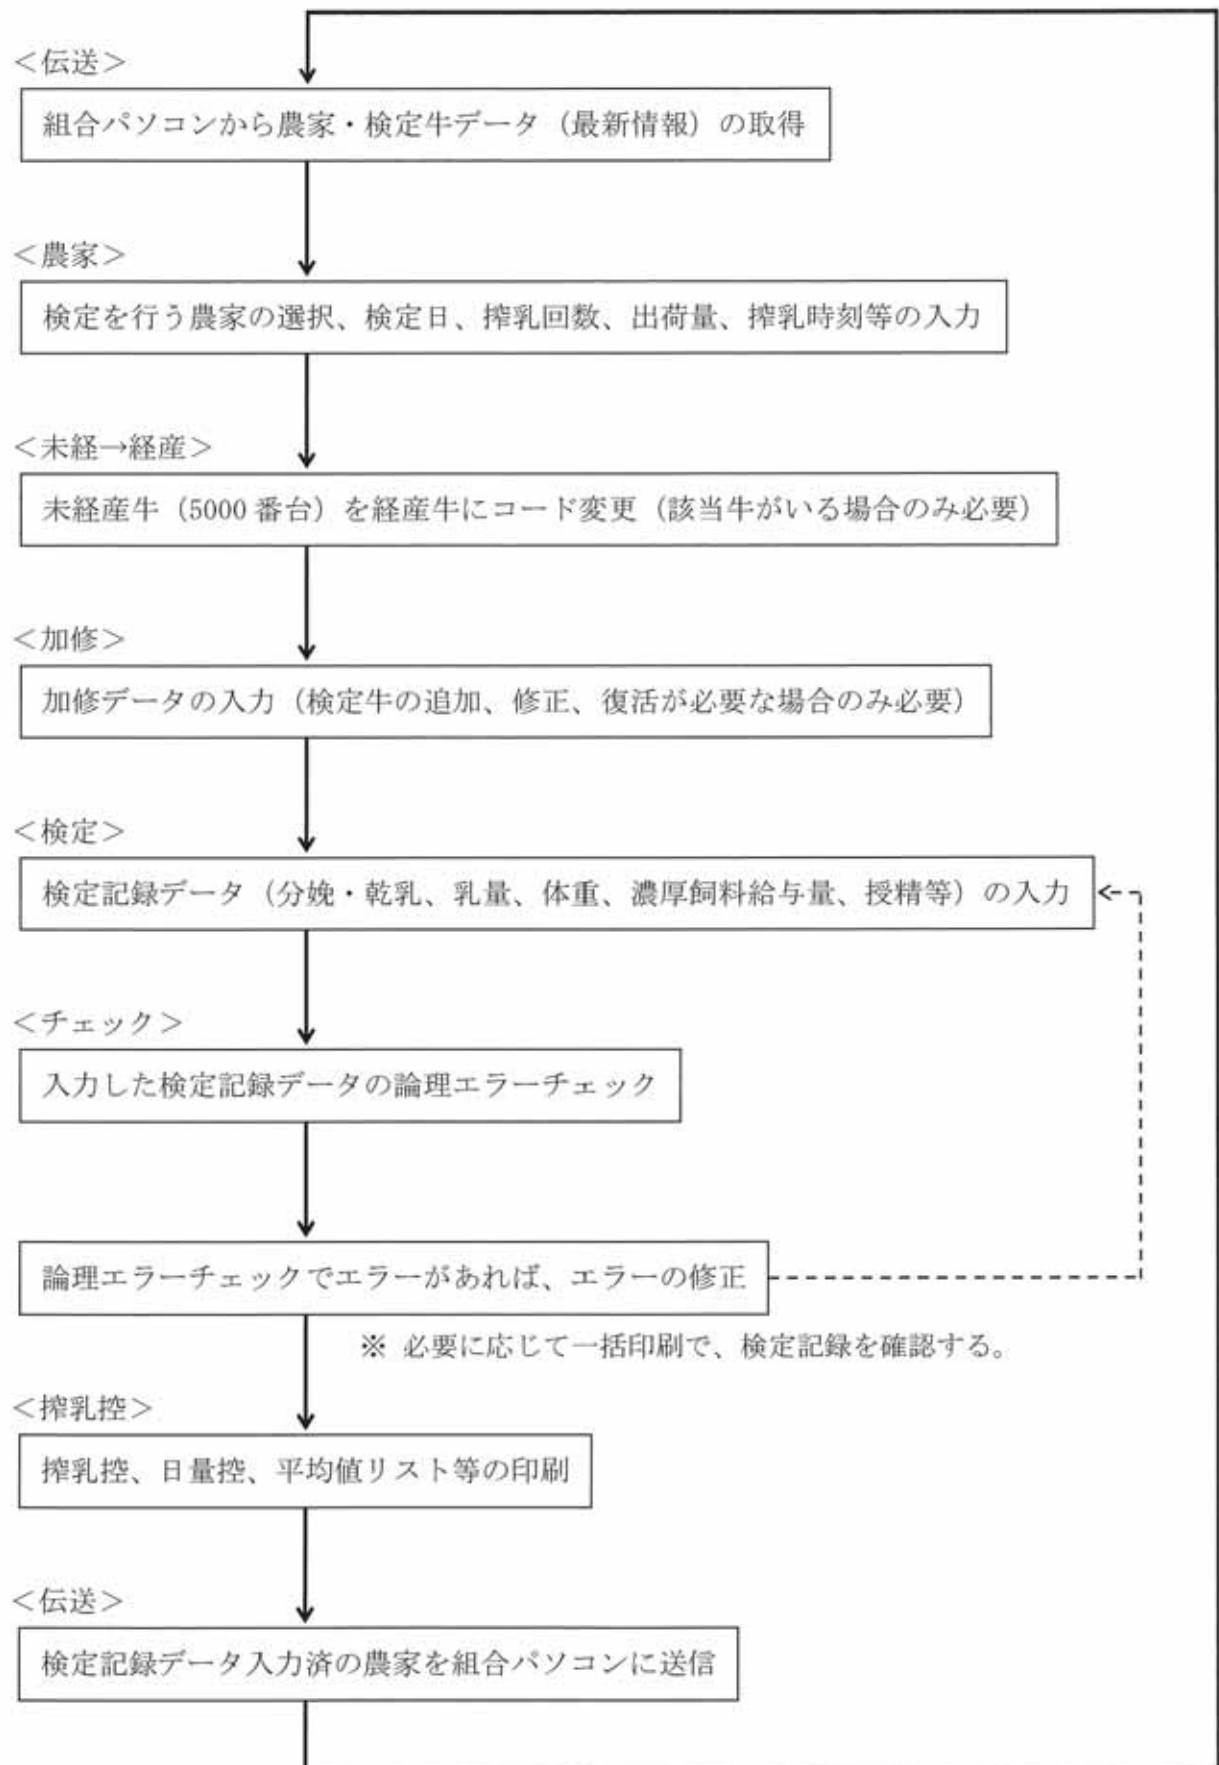 ＜伝送＞
組合パソコンから農家・検定牛データ（最新情報）の取得
＜農家＞
検定を行う農家の選択、検定日、搾乳回数、出荷量、搾乳時刻等の入力
＜未経→経産＞
未経産牛（5000 番台）を経産牛にコード変更（該当牛がいる場合のみ必要）
＜加修＞
加修データの入力（検定牛の追加、修正、復活が必要な場合のみ必要）
＜検定＞
検定記録データ（分娩・乾乳、乳量、体重、濃厚飼料給与量、授精等）の入力
＜チェック＞
入力した検定記録データの論理エラーチェック
論理エラーチェックでエラーがあれば、エラーの修正
※ 必要に応じて一括印刷で、検定記録を確認する。
＜搾乳控＞
搾乳控、日量控、平均値リスト等の印刷
＜伝送＞
検定記録データ入力済の農家を組合パソコンに送信